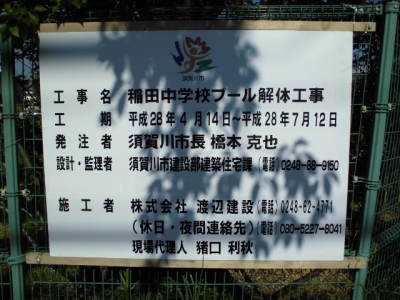 須賀川市
工事名 稲田中学校プール解体工事
工期 平成28年4月14日～平成28年7月12日
発注者 須賀川市長 橋本 克也
設計・監理者 須賀川市建設部建築住宅課 (電話) 0248-88-9150
施工者 株式会社 渡辺建設 (電話) 0248-62-4771
(休日・夜間連絡先) (電話) 080-5227-8041
現場代理人 猪口 利秋